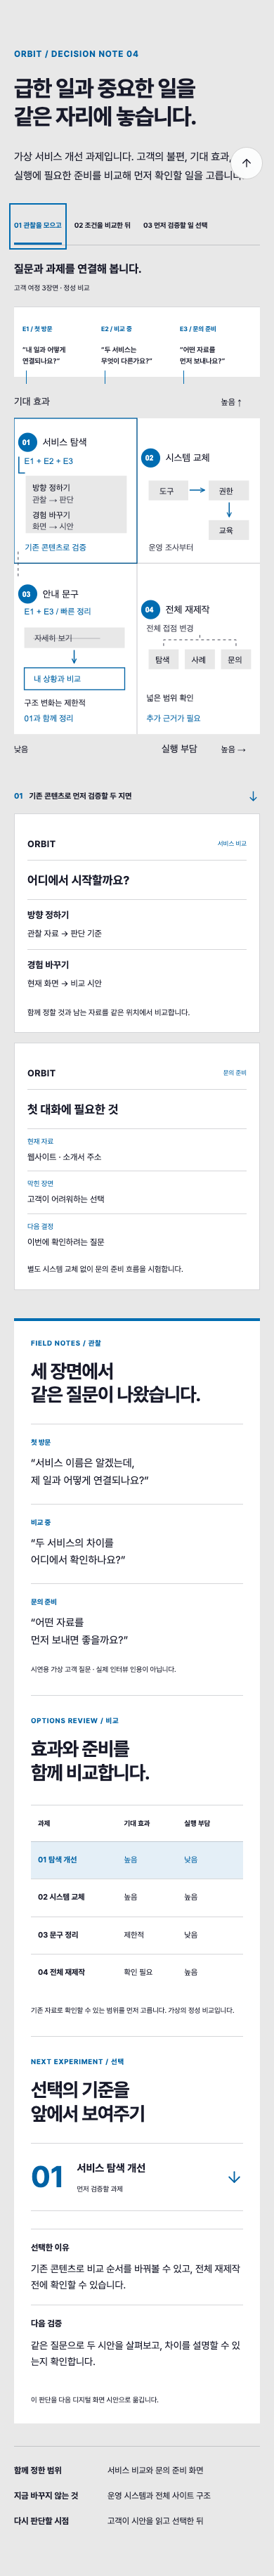 ORBIT / DECISION NOTE 04
급한 일과 중요한 일을
같은 자리에 놓습니다.
가상 서비스 개선 과제입니다. 고객의 불편, 기대 효과,
실행에 필요한 준비를 비교해 먼저 확인할 일을 고릅니다.
01 관찰을 모으고
02 조건을 비교한 뒤
03 먼저 검증할 일 선택
질문과 과제를 연결해 봅니다.
고객 여정 3장면 · 정성 비교
E1 / 첫 방문
E2 / 비교 중
E3 / 문의 준비
“내 일과 어떻게
연결되나요?”
“두 서비스는
무엇이 다른가요?”
“어떤 자료를
먼저 보내나요?”
기대 효과
높음 ↑
01 서비스 탐색
E1 + E2 + E3
방향 정하기
관찰 → 판단
경험 바꾸기
화면 → 시안
기존 콘텐츠로 검증
02 시스템 교체
도구
권한
교육
운영 조사부터
03 안내 문구
E1 + E3 / 빠른 정리
자세히 보기
내 상황과 비교
구조 변화는 제한적
01과 함께 정리
04 전체 재제작
전체 접점 변경
탐색
사례
문의
넓은 범위 확인
추가 근거가 필요
낮음
실행 부담
높음 →
01 기존 콘텐츠로 먼저 검증할 두 지면
ORBIT
서비스 비교
어디에서 시작할까요?
방향 정하기
관찰 자료 → 판단 기준
경험 바꾸기
현재 화면 → 비교 시안
함께 정할 것과 남는 자료를 같은 위치에서 비교합니다.
ORBIT
문의 준비
첫 대화에 필요한 것
현재 자료
웹사이트 · 소개서 주소
막힌 장면
고객이 어려워하는 선택
다음 결정
이번에 확인하려는 질문
별도 시스템 교체 없이 문의 준비 흐름을 시험합니다.
FIELD NOTES / 관찰
세 장면에서
같은 질문이 나왔습니다.
첫 방문
“서비스 이름은 알겠는데,
제 일과 어떻게 연결되나요?”
비교 중
“두 서비스의 차이를
어디에서 확인하나요?”
문의 준비
“어떤 자료를
먼저 보내면 좋을까요?”
시연용 가상 고객 질문 · 실제 인터뷰 인용이 아닙니다.
OPTIONS REVIEW / 비교
효과와 준비를
함께 비교합니다.
과제
기대 효과
실행 부담
01 탐색 개선
높음
낮음
02 시스템 교체
높음
높음
03 문구 정리
제한적
낮음
04 전체 재제작
확인 필요
높음
기존 자료로 확인할 수 있는 범위를 먼저 고릅니다. 가상의 정성 비교입니다.
NEXT EXPERIMENT / 선택
선택의 기준을
앞에서 보여주기
01
서비스 탐색 개선
먼저 검증할 과제
선택한 이유
기존 콘텐츠로 비교 순서를 바꿔볼 수 있고, 전체 재제작
전에 확인할 수 있습니다.
다음 검증
같은 질문으로 두 시안을 살펴보고, 차이를 설명할 수 있
는지 확인합니다.
이 판단을 다음 디지털 화면 시안으로 옮깁니다.
함께 정한 범위
서비스 비교와 문의 준비 화면
지금 바꾸지 않는 것
운영 시스템과 전체 사이트 구조
다시 판단할 시점
고객이 시안을 읽고 선택한 뒤